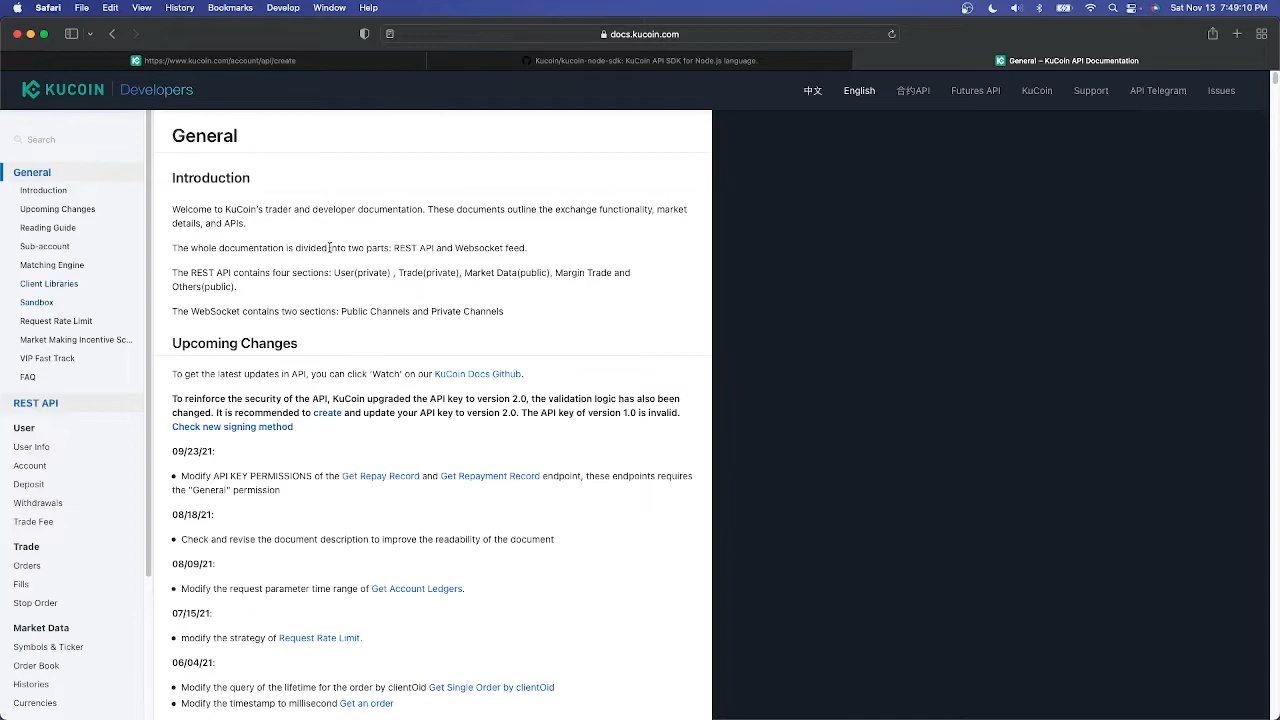 Safari File Edit View History Bookmarks Develop Window Help Sat Nov 13 7:49:10 PM
docs.kucoin.com
https://www.kucoin.com/account/api/create Kucoin/kucoin-node-sdk: KuCoin API SDK for Node.js language. General – KuCoin API Documentation
KUCOIN Developers 中文 English 合约API Futures API KuCoin Support API Telegram Issues
Search
General
Introduction
Upcoming Changes
Reading Guide
Sub-account
Matching Engine
Client Libraries
Sandbox
Request Rate Limit
Market Making Incentive Sc...
VIP Fast Track
FAQ
REST API
User
User Info
Account
Deposit
Withdrawals
Trade Fee
Trade
Orders
Fills
Stop Order
Market Data
Symbols & Ticker
Order Book
Histories
Currencies
General
Introduction
Welcome to KuCoin's trader and developer documentation. These documents outline the exchange functionality, market
details, and APIs.
The whole documentation is divided into two parts: REST API and Websocket feed.
The REST API contains four sections: User(private) , Trade(private), Market Data(public), Margin Trade and
Others(public).
The WebSocket contains two sections: Public Channels and Private Channels
Upcoming Changes
To get the latest updates in API, you can click 'Watch' on our KuCoin Docs Github.
To reinforce the security of the API, KuCoin upgraded the API key to version 2.0, the validation logic has also been
changed. It is recommended to create and update your API key to version 2.0. The API key of version 1.0 is invalid.
Check new signing method
09/23/21:
• Modify API KEY PERMISSIONS of the Get Repay Record and Get Repayment Record endpoint, these endpoints requires
the "General" permission
08/18/21:
• Check and revise the document description to improve the readability of the document
08/09/21:
• Modify the request parameter time range of Get Account Ledgers.
07/15/21:
• modify the strategy of Request Rate Limit.
06/04/21:
• Modify the query of the lifetime for the order by clientOid Get Single Order by clientOid
• Modify the timestamp to millisecond Get an order